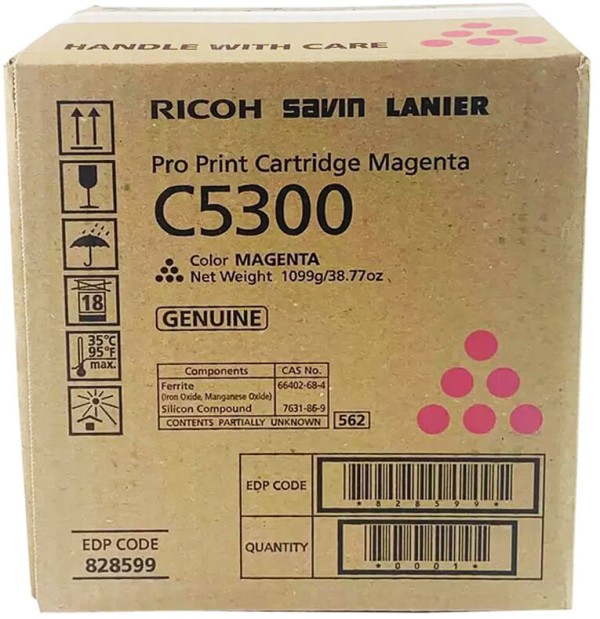 HANDLE WITH CARE
RICOH Savin LANIER
Pro Print Cartridge Magenta
C5300
Color MAGENTA
Net Weight 1099g/38.77oz
GENUINE
18
35°C
95°F
max.
Components CAS No.
Ferrite 66402-68-4
(Iron Oxide, Manganese Oxide)
Silicon Compound 7631-86-9
CONTENTS PARTIALLY UNKNOWN 562
EDP CODE
*828599*
QUANTITY
*0001*
EDP CODE
828599